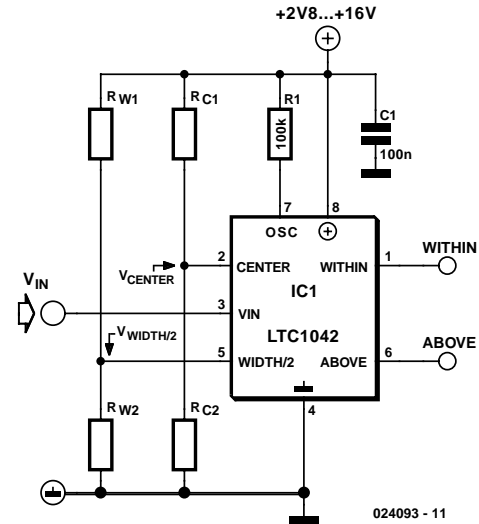 +2V8...+16V
RW1
RC1
R1
100k
C1
100n
7
8
OSC
VCENTER
2
CENTER
WITHIN
1
WITHIN
IC1
VIN
3
VIN
LTC1042
VWIDTH/2
5
WIDTH/2
ABOVE
6
ABOVE
4
RW2
RC2
024093 - 11